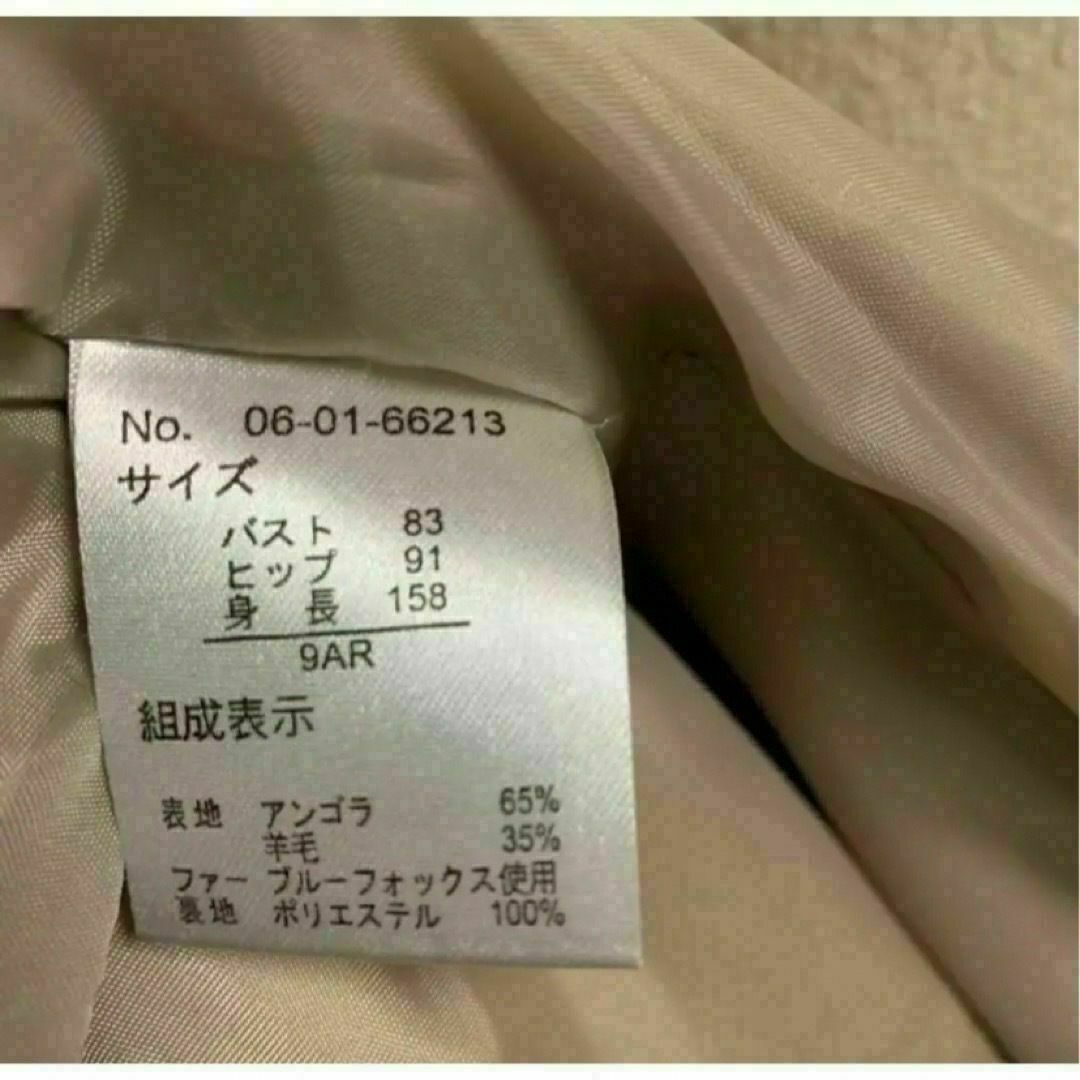 No. 06-01-66213
サイズ
バスト 83
ヒップ 91
身長 158
9AR
組成表示
表地 アンゴラ 65%
羊毛 35%
ファー ブルーフォックス使用
裏地 ポリエステル 100%